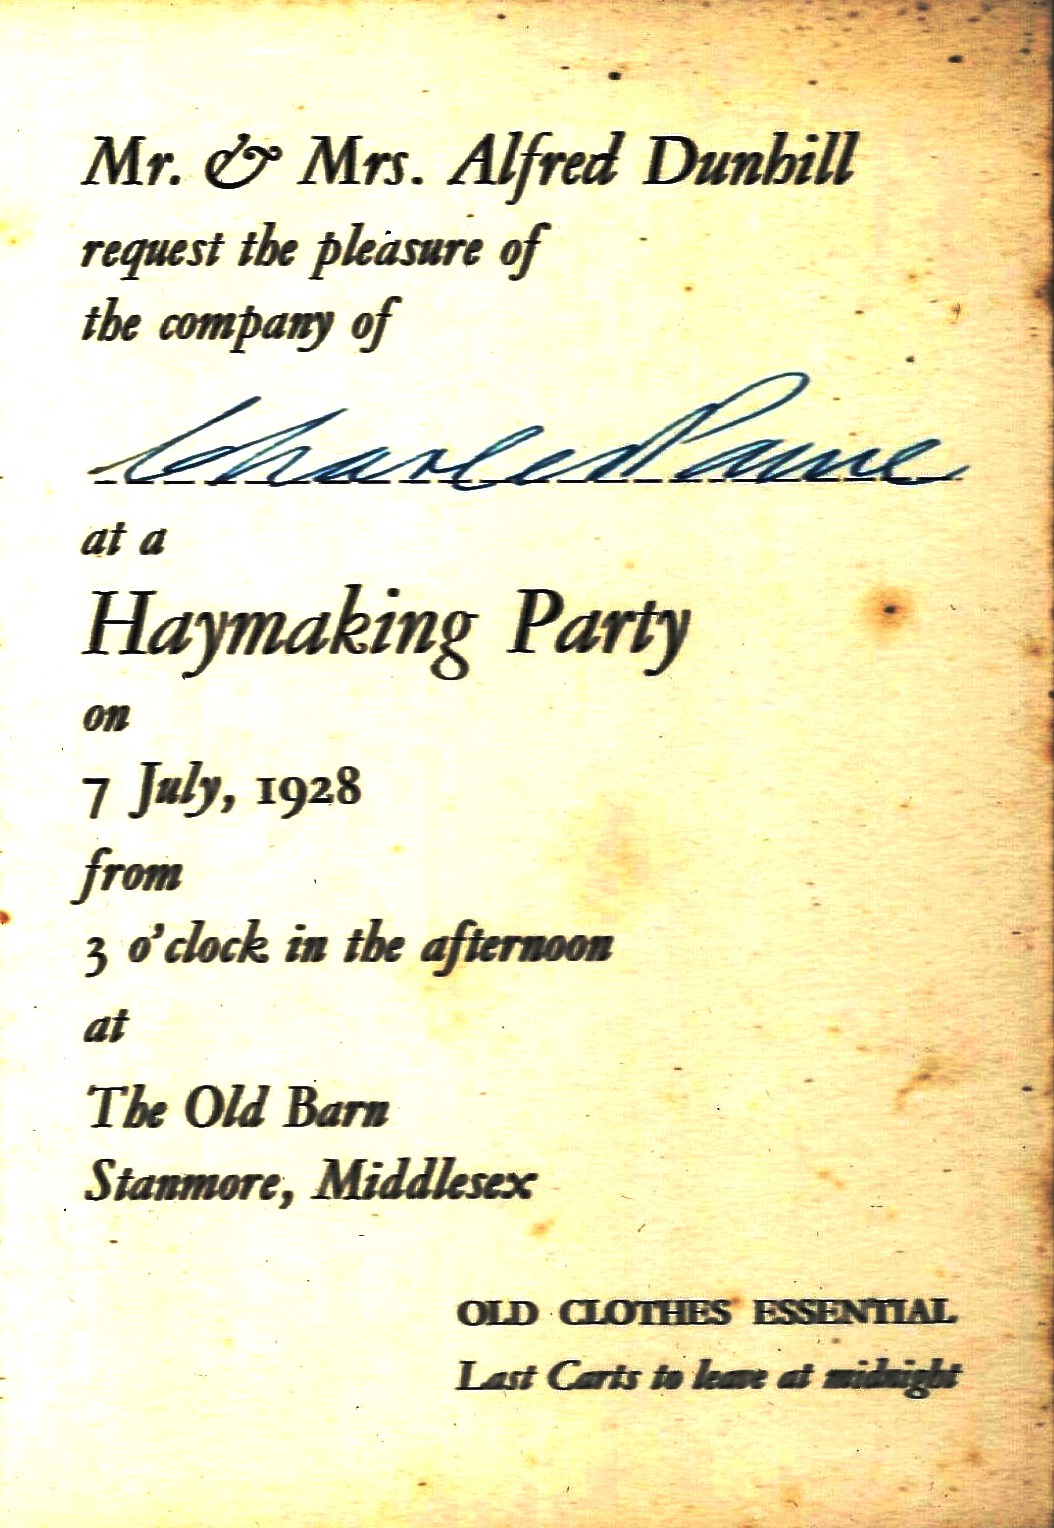 Mr. & Mrs. Alfred Dunhill
request the pleasure of
the company of
Charles Paine
at a
Haymaking Party
on
7 July, 1928
from
3 o'clock in the afternoon
at
The Old Barn
Stanmore, Middlesex
OLD CLOTHES ESSENTIAL
Last Carts to leave at midnight